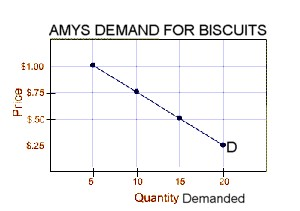 AMYS DEMAND FOR BISCUITS
$1.00
$.75
$.50
$.25
Price
D
5 10 15 20
Quantity Demanded